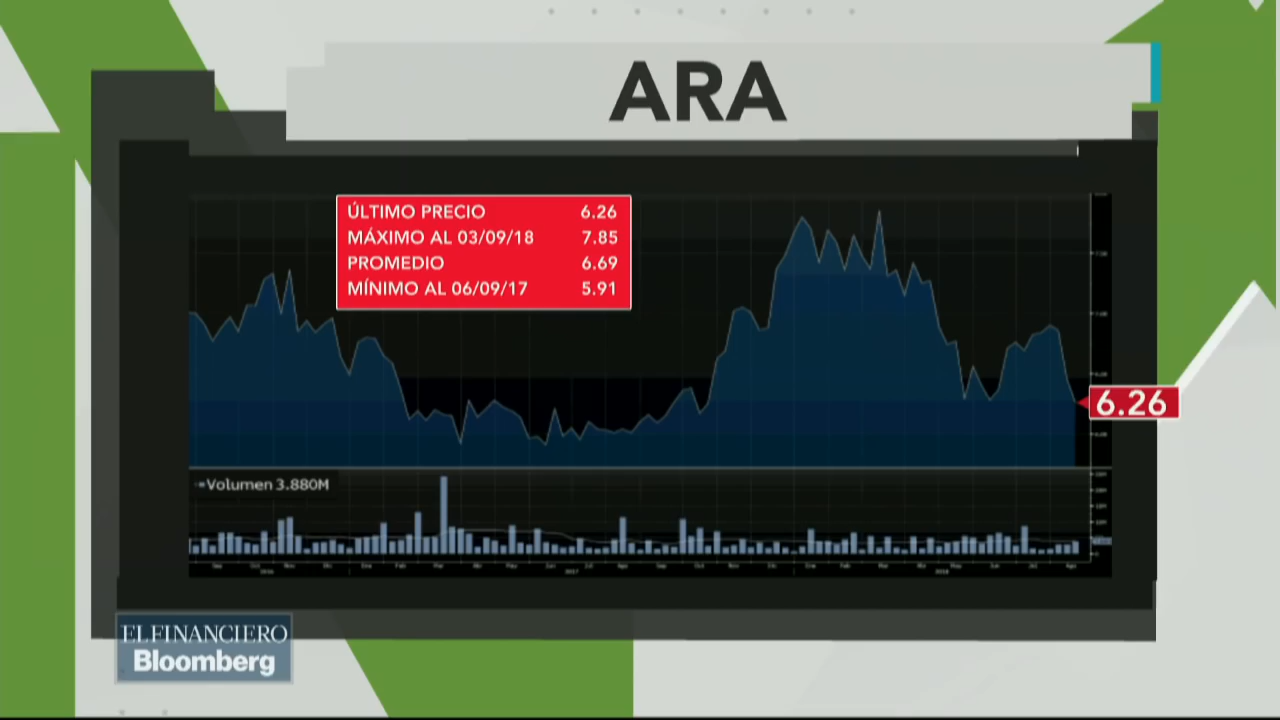 ARA
ÚLTIMO PRECIO 6.26
MÁXIMO AL 03/09/18 7.85
PROMEDIO 6.69
MÍNIMO AL 06/09/17 5.91
6.26
Volumen 3.880M
EL FINANCIERO
Bloomberg